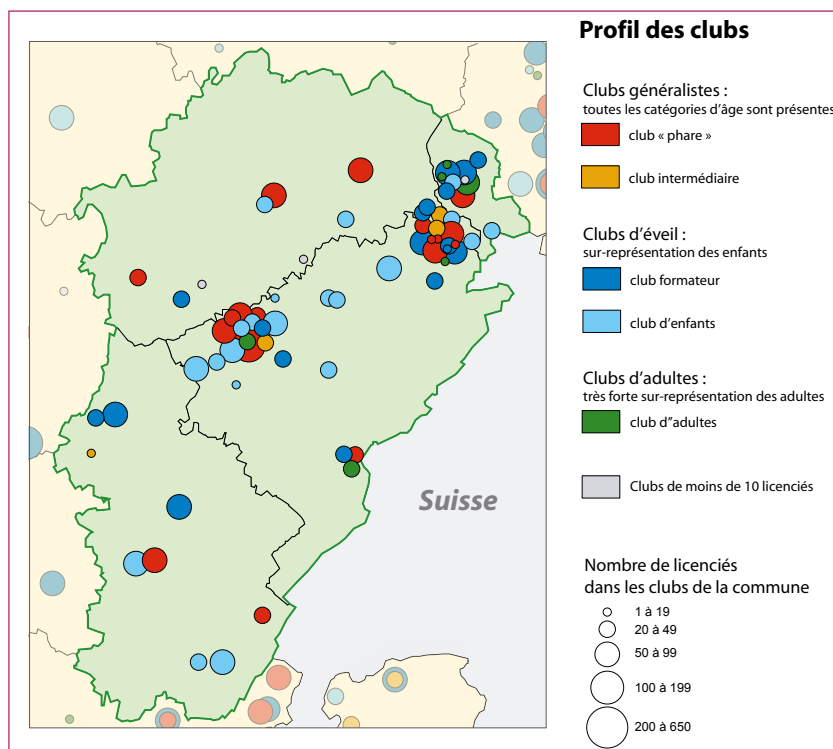 Profil des clubs
Clubs généralistes :
toutes les catégories d'âge sont présentes
club « phare »
club intermédiaire
Clubs d'éveil :
sur-représentation des enfants
club formateur
club d'enfants
Clubs d'adultes :
très forte sur-représentation des adultes
club d"adultes
Clubs de moins de 10 licenciés
Suisse
Nombre de licenciés
dans les clubs de la commune
1 à 19
20 à 49
50 à 99
100 à 199
200 à 650